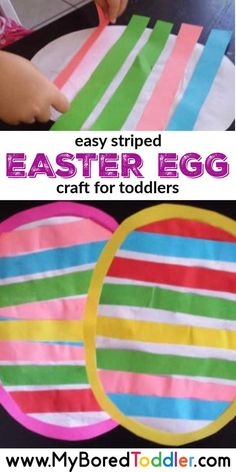 easy striped
EASTER EGG
craft for toddlers
www.MyBoredToddler.com